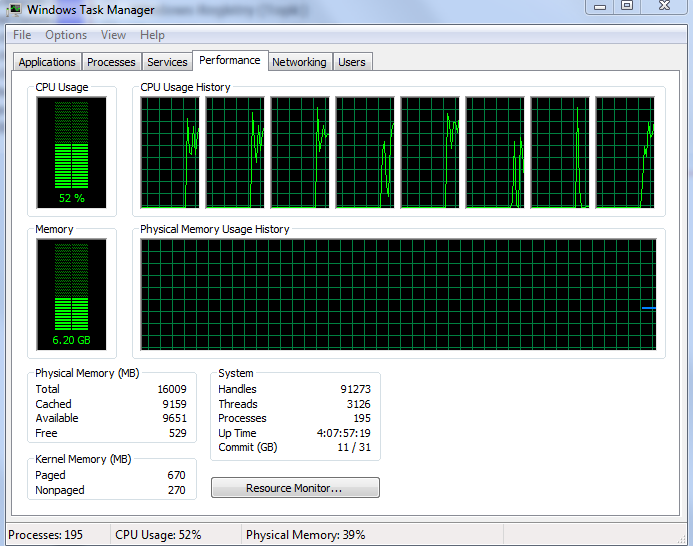 Windows Task Manager
File Options View Help
Applications Processes Services Performance Networking Users
CPU Usage CPU Usage History
52 %
Memory Physical Memory Usage History
6.20 GB
Physical Memory (MB)
Total 16009
Cached 9159
Available 9651
Free 529
System
Handles 91273
Threads 3126
Processes 195
Up Time 4:07:57:19
Commit (GB) 11 / 31
Kernel Memory (MB)
Paged 670
Nonpaged 270
Resource Monitor...
Processes: 195 CPU Usage: 52% Physical Memory: 39%